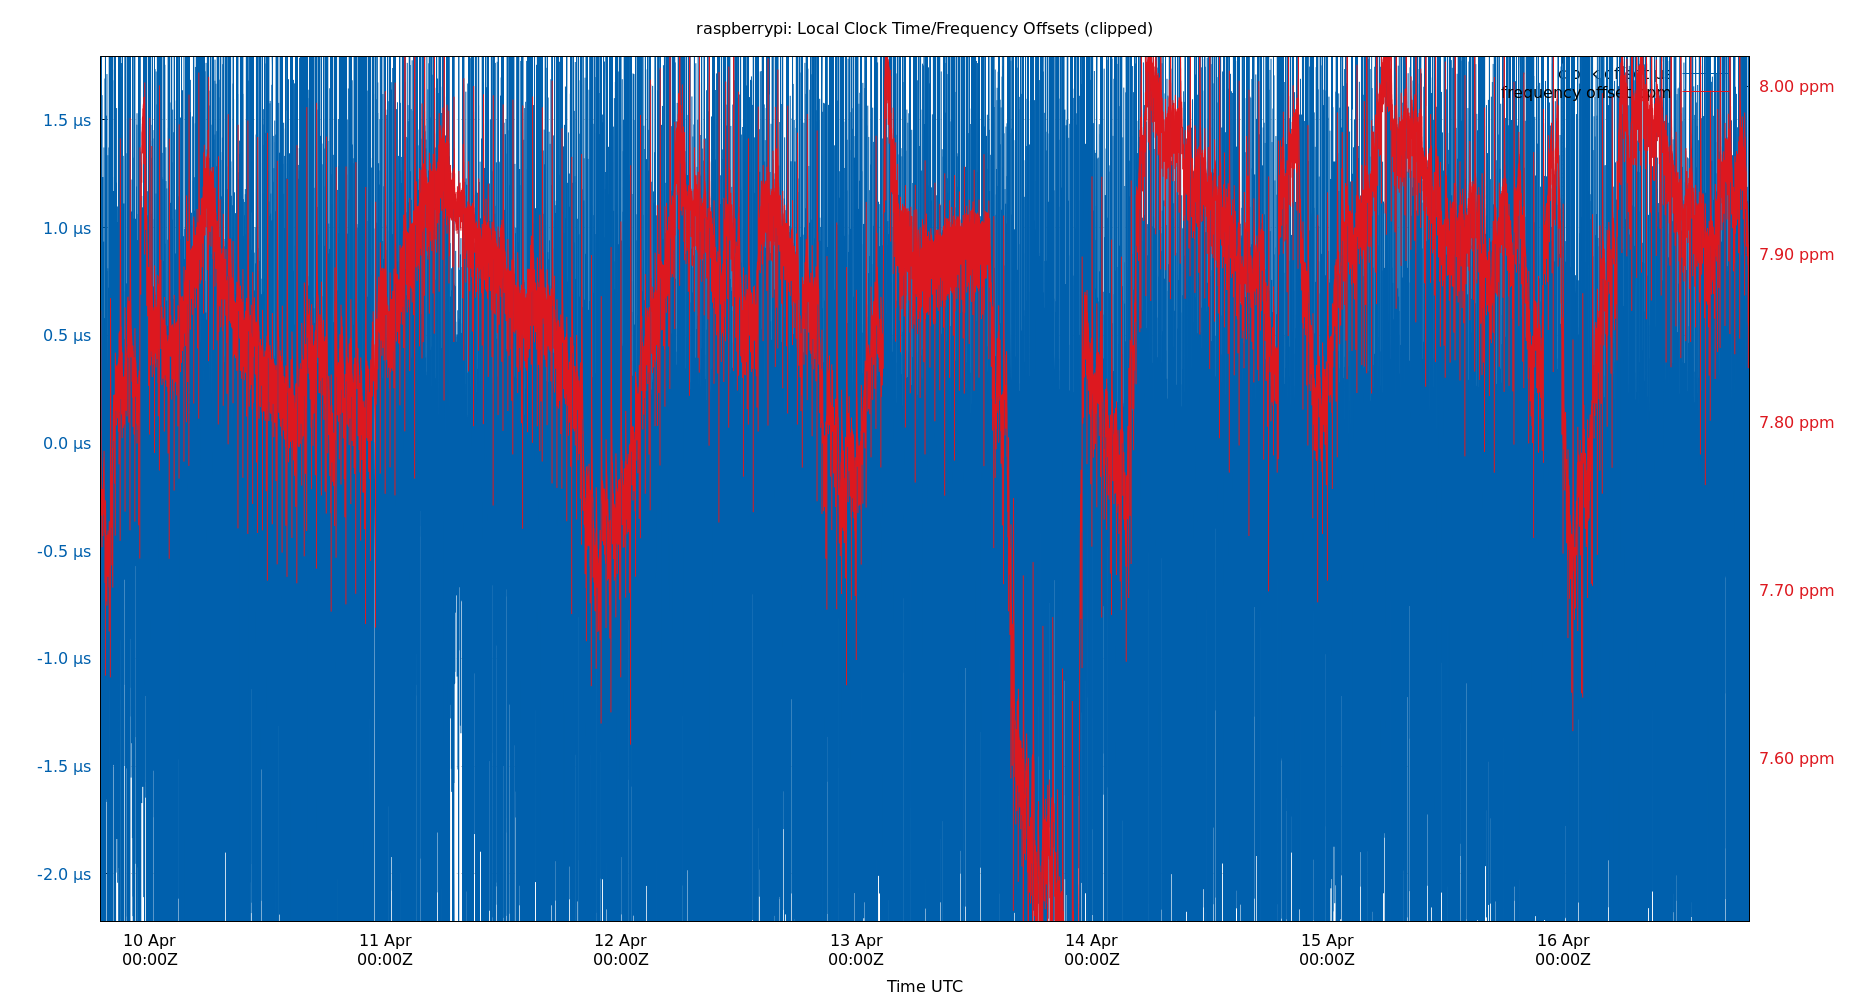 raspberrypi: Local Clock Time/Frequency Offsets (clipped)
clock offset us
frequency offset ppm
1.5 µs
1.0 µs
0.5 µs
0.0 µs
-0.5 µs
-1.0 µs
-1.5 µs
-2.0 µs
8.00 ppm
7.90 ppm
7.80 ppm
7.70 ppm
7.60 ppm
10 Apr
00:00Z
11 Apr
00:00Z
12 Apr
00:00Z
13 Apr
00:00Z
14 Apr
00:00Z
15 Apr
00:00Z
16 Apr
00:00Z
Time UTC